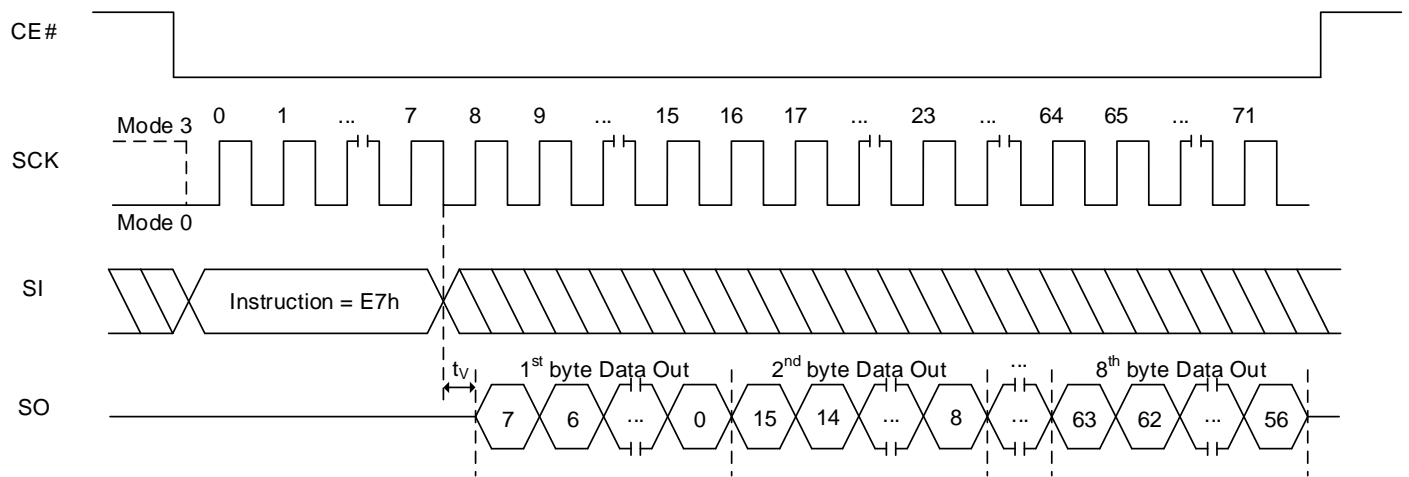 CE#
0 1 ... 7 8 9 ... 15 16 17 ... 23 ... 64 65 ... 71
Mode 3
SCK
Mode 0
SI
Instruction = E7h
tV 1st byte Data Out 2nd byte Data Out ... 8th byte Data Out
SO
7 6 ... 0 15 14 ... 8 ... 63 62 ... 56